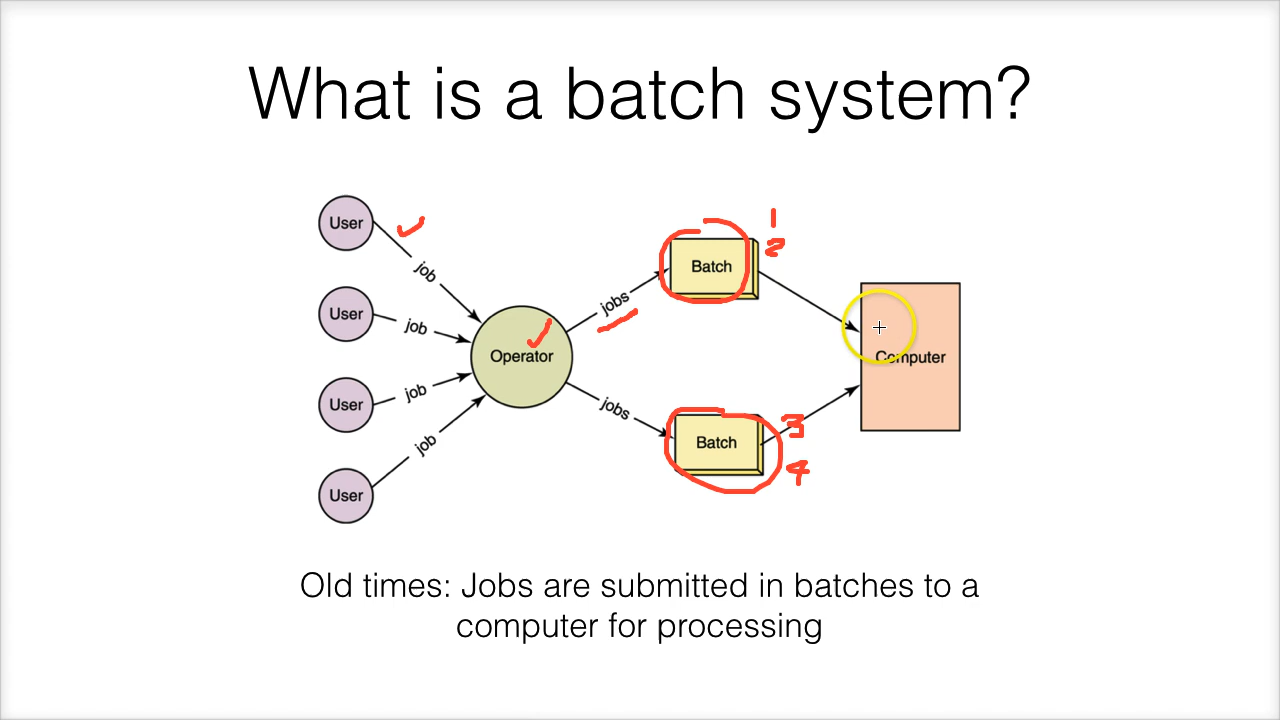 What is a batch system?
User
job
User
job
User
job
User
job
Operator
jobs
jobs
Batch
1
2
Batch
3
4
Computer
Old times: Jobs are submitted in batches to a
computer for processing